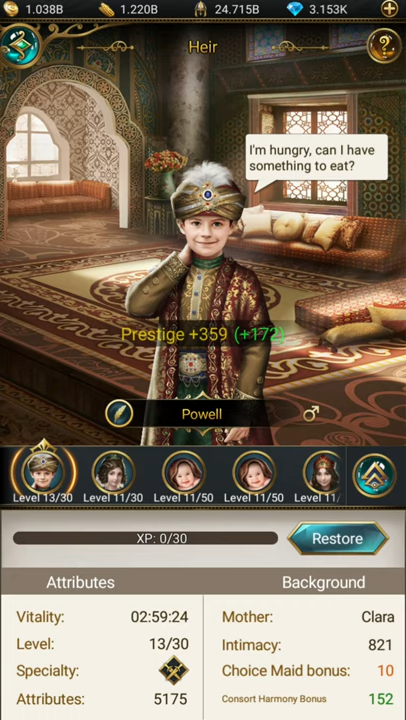 1.038B 1.220B 24.715B 3.153K
Heir
I'm hungry, can I have
something to eat?
Prestige +359 (+172)
Powell
Level 13/30 Level 11/30 Level 11/50 Level 11/50 Level 11/
XP: 0/30 Restore
Attributes Background
Vitality: 02:59:24 Mother: Clara
Level: 13/30 Intimacy: 821
Specialty: Choice Maid bonus: 10
Attributes: 5175 Consort Harmony Bonus 152